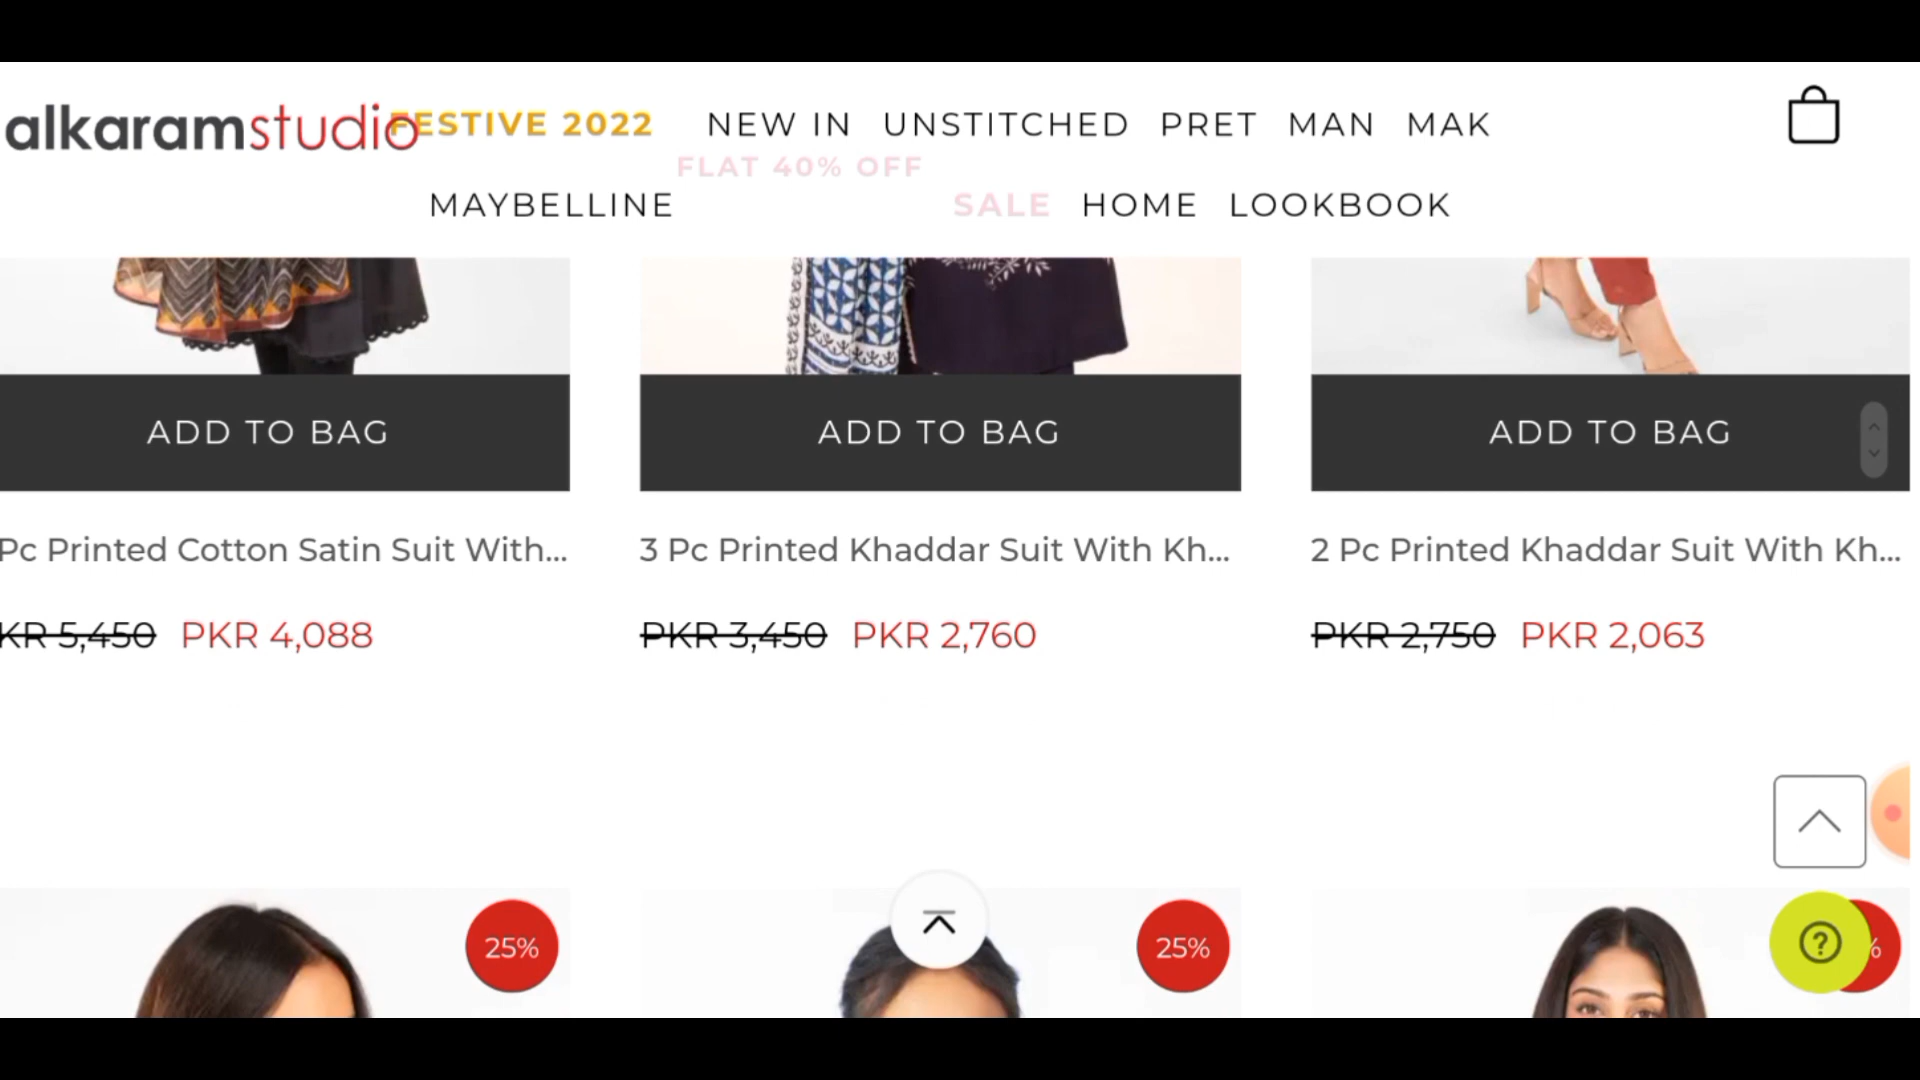 alkaramstudio
FESTIVE 2022 NEW IN UNSTITCHED PRET MAN MAK
FLAT 40% OFF
MAYBELLINE SALE HOME LOOKBOOK
ADD TO BAG ADD TO BAG ADD TO BAG
Pc Printed Cotton Satin Suit With...
3 Pc Printed Khaddar Suit With Kh...
2 Pc Printed Khaddar Suit With Kh...
KR 5,450 PKR 4,088
PKR 3,450 PKR 2,760
PKR 2,750 PKR 2,063
25% 25% ? %